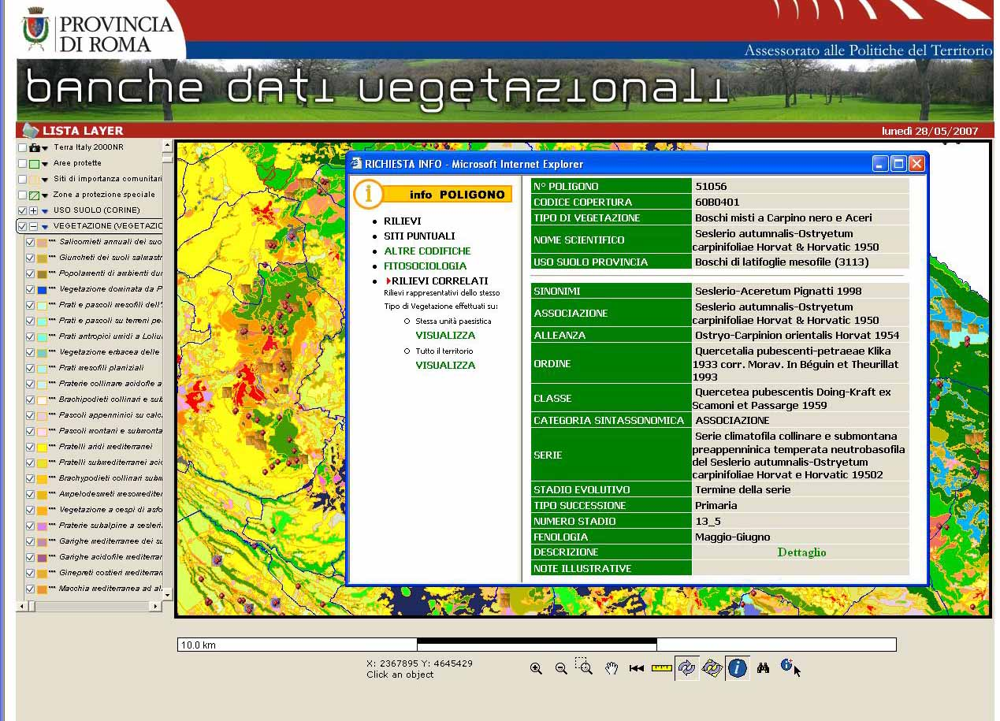 PROVINCIA
DI ROMA
Assessorato alle Politiche del Territorio
banche dati vegetazionali
LISTA LAYER
lunedì 28/05/2007
Terra Italy 2000NR
Aree protette
Siti di importanza comunitari
Zone a protezione speciale
USO SUOLO (CORINE)
VEGETAZIONE (VEGETAZIC
Salicornieti annuali dei suo
Giuncheti dei suoli salmastr
Popolamenti di ambienti dun
Vegetazione dominata da P
Prati e pascoli mesofili dell'
Prati e pascoli su terreni pe
Prati antropici umidi a Loliu
Vegetazione erbacea delle
Prati mesofili planiziali
Praterie collinare acidofle a
Brachipodieti collinari e sub
Pascoli appenninici su calc
Pascoli montani e submonta
Pratelli aridi mediterranei
Pratelli submediterranei acid
Brachypodieti collinari subm
Ampelodesmeti mesomediter
Vegetazione a cespi di asfo
Praterie subalpine a sesleri
Garighe mediterranee dei su
Garighe acidofile mediterrar
Ginepreti costieri mediterrar
Macchia mediterranea ad al
RICHIESTA INFO - Microsoft Internet Explorer
i info POLIGONO
RILIEVI
SITI PUNTUALI
ALTRE CODIFICHE
FITOSOCIOLOGIA
RILIEVI CORRELATI
Rilievi rappresentativi dello stesso
Tipo di Vegetazione effettuati su:
Stessa unità paesistica
VISUALIZZA
Tutto il territorio
VISUALIZZA
N° POLIGONO 51056
CODICE COPERTURA 60B0401
TIPO DI VEGETAZIONE Boschi misti a Carpino nero e Aceri
NOME SCIENTIFICO Seslerio autumnalis-Ostryetum
carpinifoliae Horvat & Horvatic 1950
USO SUOLO PROVINCIA Boschi di latifoglie mesofile (3113)
SINONIMI Seslerio-Aceretum Pignatti 1998
ASSOCIAZIONE Seslerio autumnalis-Ostryetum
carpinifoliae Horvat & Horvatic 1950
ALLEANZA Ostryo-Carpinion orientalis Horvat 1954
ORDINE Quercetalia pubescenti-petraeae Klika
1933 corr. Morav. In Béguin et Theurillat
1993
CLASSE Quercetea pubescentis Doing-Kraft ex
Scamoni et Passarge 1959
CATEGORIA SINTASSONOMICA ASSOCIAZIONE
SERIE Serie climatofila collinare e submontana
preappenninica temperata neutrobasofila
del Seslerio autumnalis-Ostryetum
carpinifoliae Horvat e Horvatic 19502
STADIO EVOLUTIVO Termine della serie
TIPO SUCCESSIONE Primaria
NUMERO STADIO 13_5
FENOLOGIA Maggio-Giugno
DESCRIZIONE Dettaglio
NOTE ILLUSTRATIVE
10.0 km
X: 2367895 Y: 4645429
Click an object